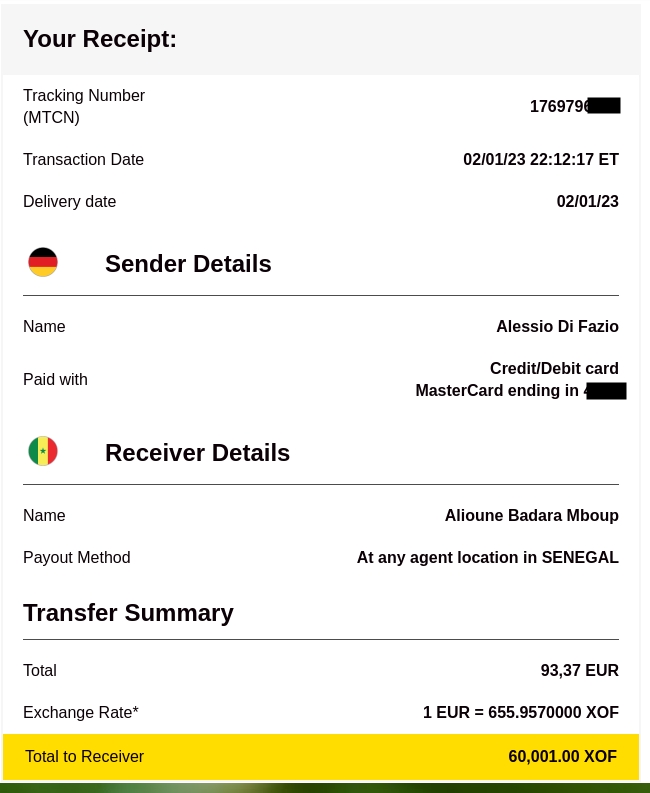 Your Receipt:
Tracking Number
(MTCN)
1769796
Transaction Date 02/01/23 22:12:17 ET
Delivery date 02/01/23
Sender Details
Name Alessio Di Fazio
Paid with
Credit/Debit card
MasterCard ending in
Receiver Details
Name Alioune Badara Mboup
Payout Method At any agent location in SENEGAL
Transfer Summary
Total 93,37 EUR
Exchange Rate* 1 EUR = 655.9570000 XOF
Total to Receiver 60,001.00 XOF